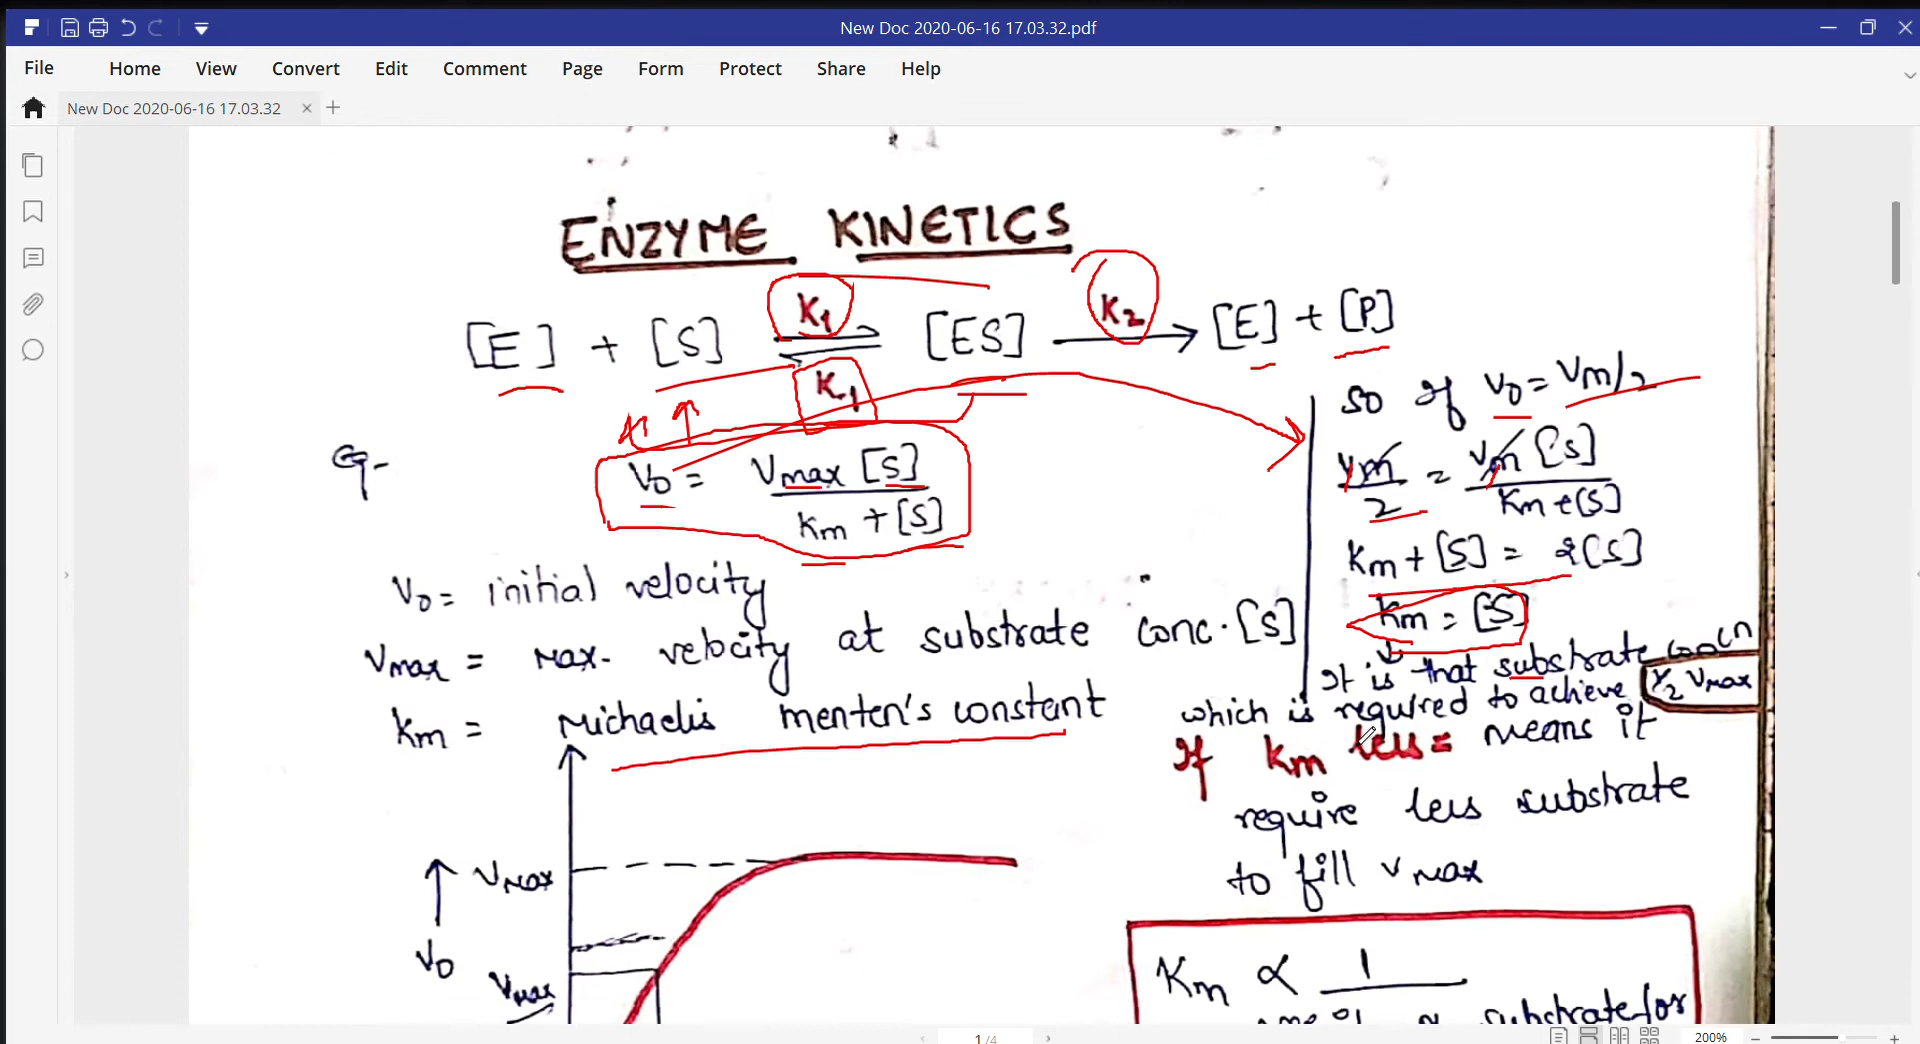 New Doc 2020-06-16 17.03.32.pdf
File Home View Convert Edit Comment Page Form Protect Share Help
New Doc 2020-06-16 17.03.32
ENZYME KINETICS
[E] + [S] K1 ⇌ K-1 [ES] K2 → [E] + [P]
V0 = Vmax [S] / Km + [S]
V0 = initial velocity
Vmax = max. velocity at substrate conc. [S]
Km = Michaelis menten's constant
so if V0 = Vm/2
Vm/2 = Vm [S] / Km + [S]
Km + [S] = 2[S]
Km = [S]
It is that substrate concn
which is required to achieve 1/2 Vmax
If Km less = means it
require less substrate
to fill Vmax
Vmax
V0
Vmax
Km ∝ 1
substrate for
1/4
200%